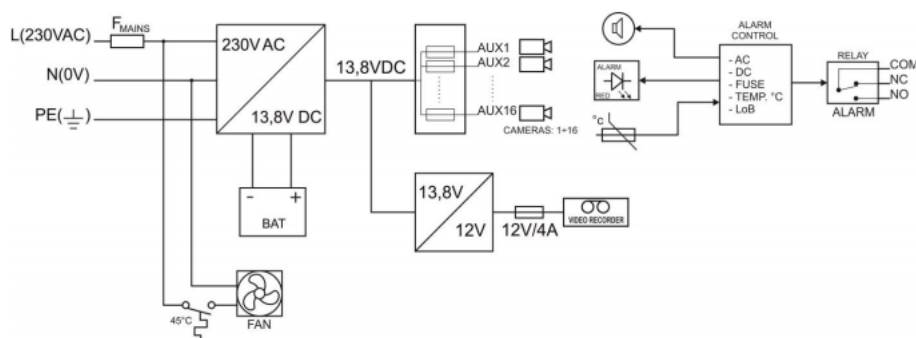 L(230VAC)
F MAINS
N(0V)
PE(⏚)
230V AC
13,8V DC
- +
BAT
45°C
FAN
13,8VDC
AUX1
AUX2
AUX16
CAMERAS: 1÷16
13,8V
12V
12V/4A
VIDEO RECORDER
ALARM
RED
°C
ALARM
CONTROL
- AC
- DC
- FUSE
- TEMP. °C
- LoB
RELAY
COM
NC
NO
ALARM